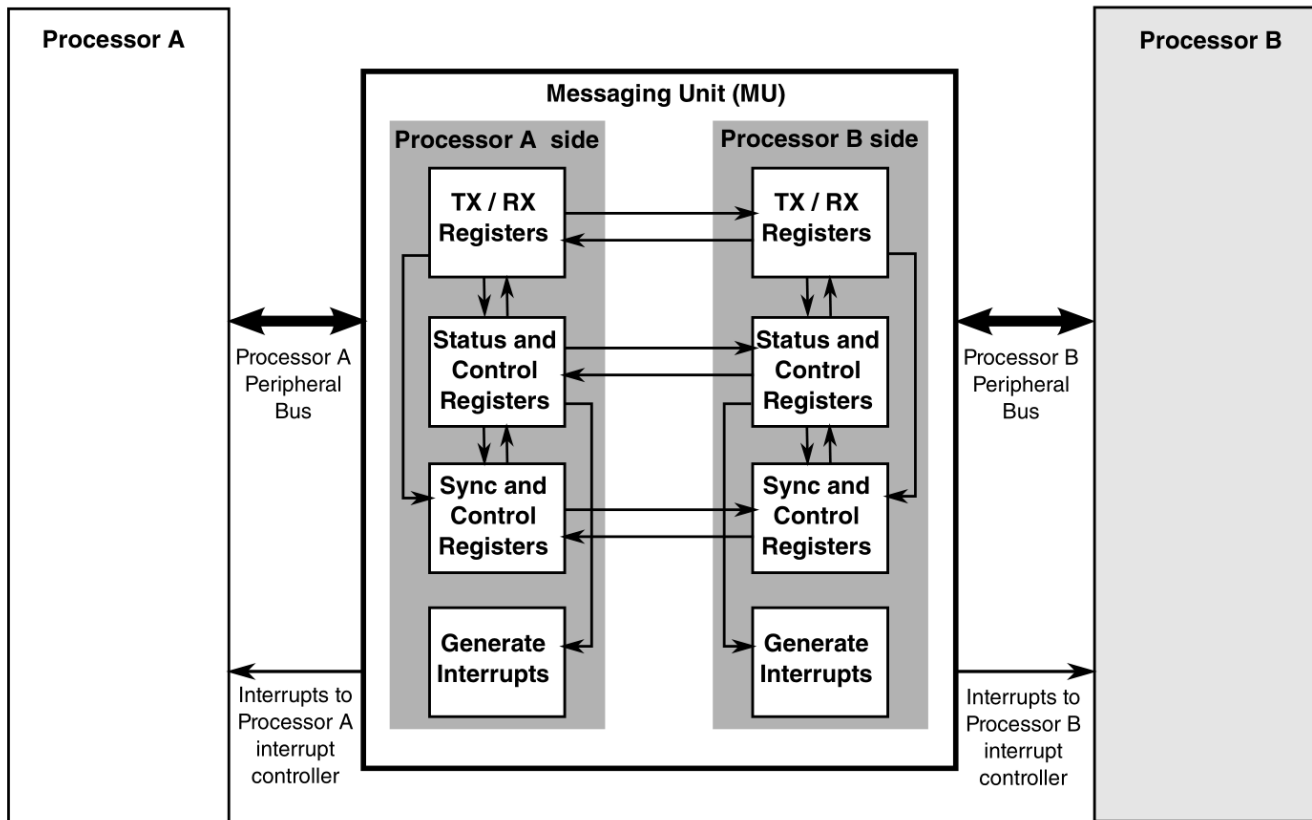 Processor A
Processor B
Messaging Unit (MU)
Processor A side
Processor B side
TX / RX
Registers
TX / RX
Registers
Status and
Control
Registers
Status and
Control
Registers
Processor A
Peripheral
Bus
Processor B
Peripheral
Bus
Sync and
Control
Registers
Sync and
Control
Registers
Generate
Interrupts
Generate
Interrupts
Interrupts to
Processor A
interrupt
controller
Interrupts to
Processor B
interrupt
controller